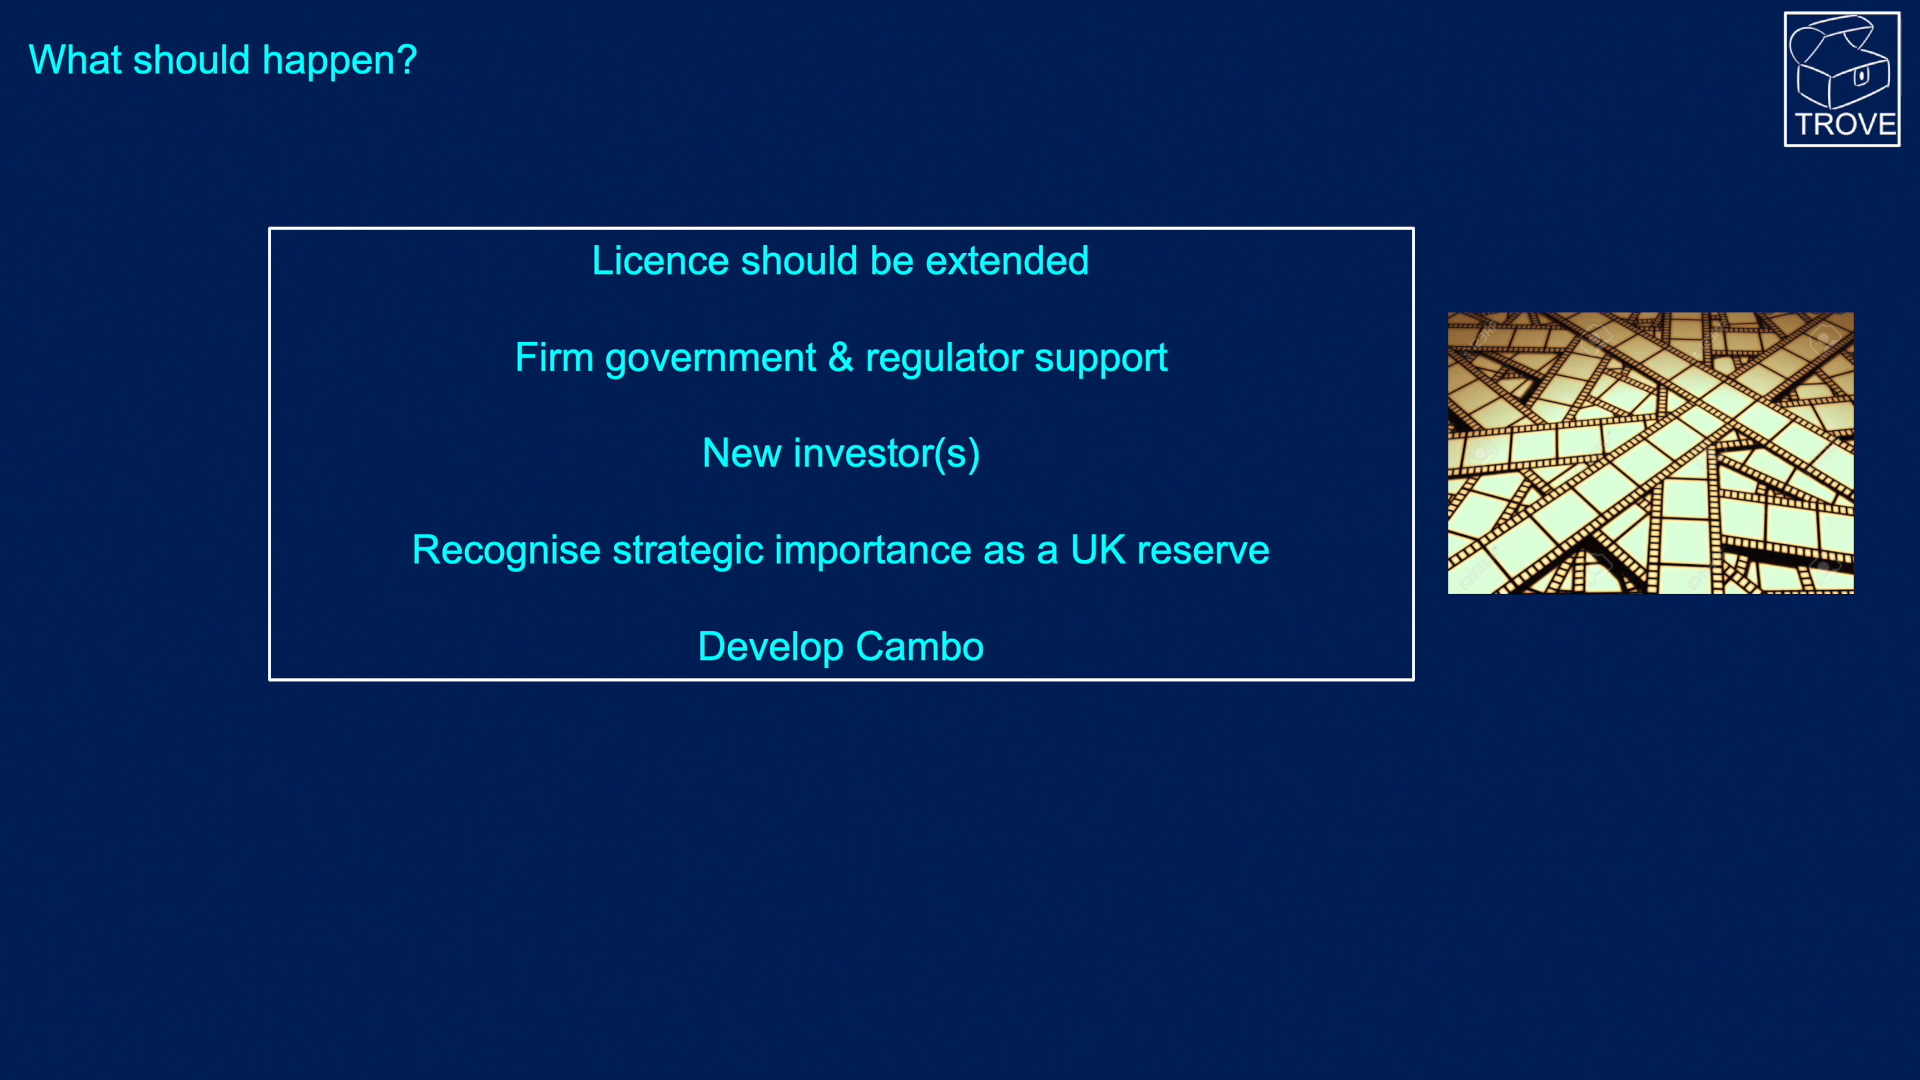 What should happen?
TROVE
Licence should be extended
Firm government & regulator support
New investor(s)
Recognise strategic importance as a UK reserve
Develop Cambo